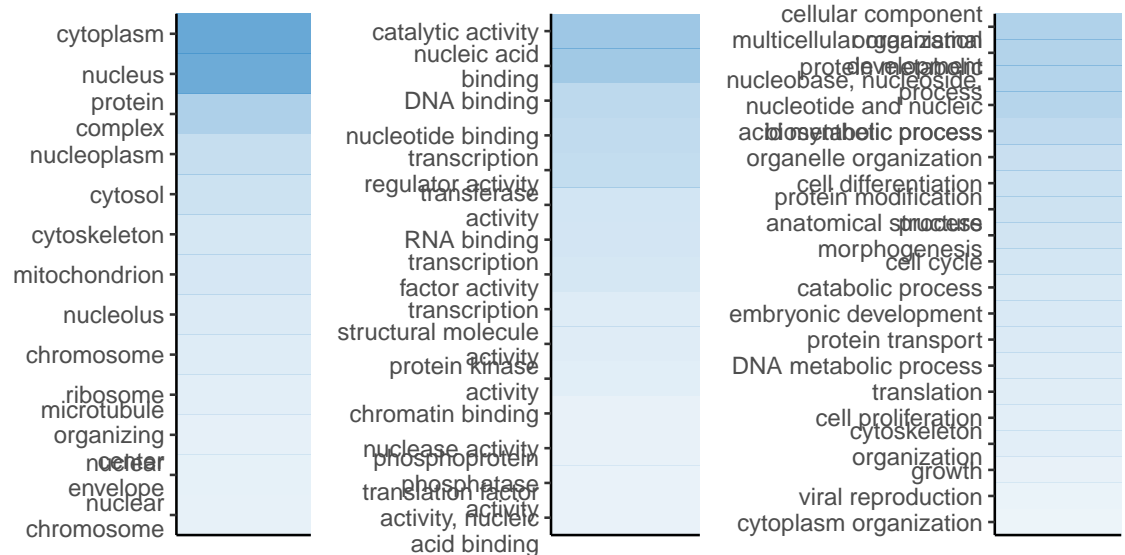 cytoplasm
nucleus
protein
complex
nucleoplasm
cytosol
cytoskeleton
mitochondrion
nucleolus
chromosome
ribosome
microtubule
organizing
center
nuclear
envelope
nuclear
chromosome
catalytic activity
nucleic acid
binding
DNA binding
nucleotide binding
transcription
regulator activity
transferase
activity
RNA binding
transcription
factor activity
transcription
structural molecule
activity
protein kinase
activity
chromatin binding
nuclease activity
phosphoprotein
phosphatase
activity
translation factor
activity, nucleic
acid binding
cellular component
organization
multicellular organismal
development
protein metabolic
process
nucleobase, nucleoside,
nucleotide and nucleic
acid metabolic process
biosynthetic process
organelle organization
cell differentiation
protein modification
process
anatomical structure
morphogenesis
cell cycle
catabolic process
embryonic development
protein transport
DNA metabolic process
translation
cell proliferation
cytoskeleton
organization
growth
viral reproduction
cytoplasm organization